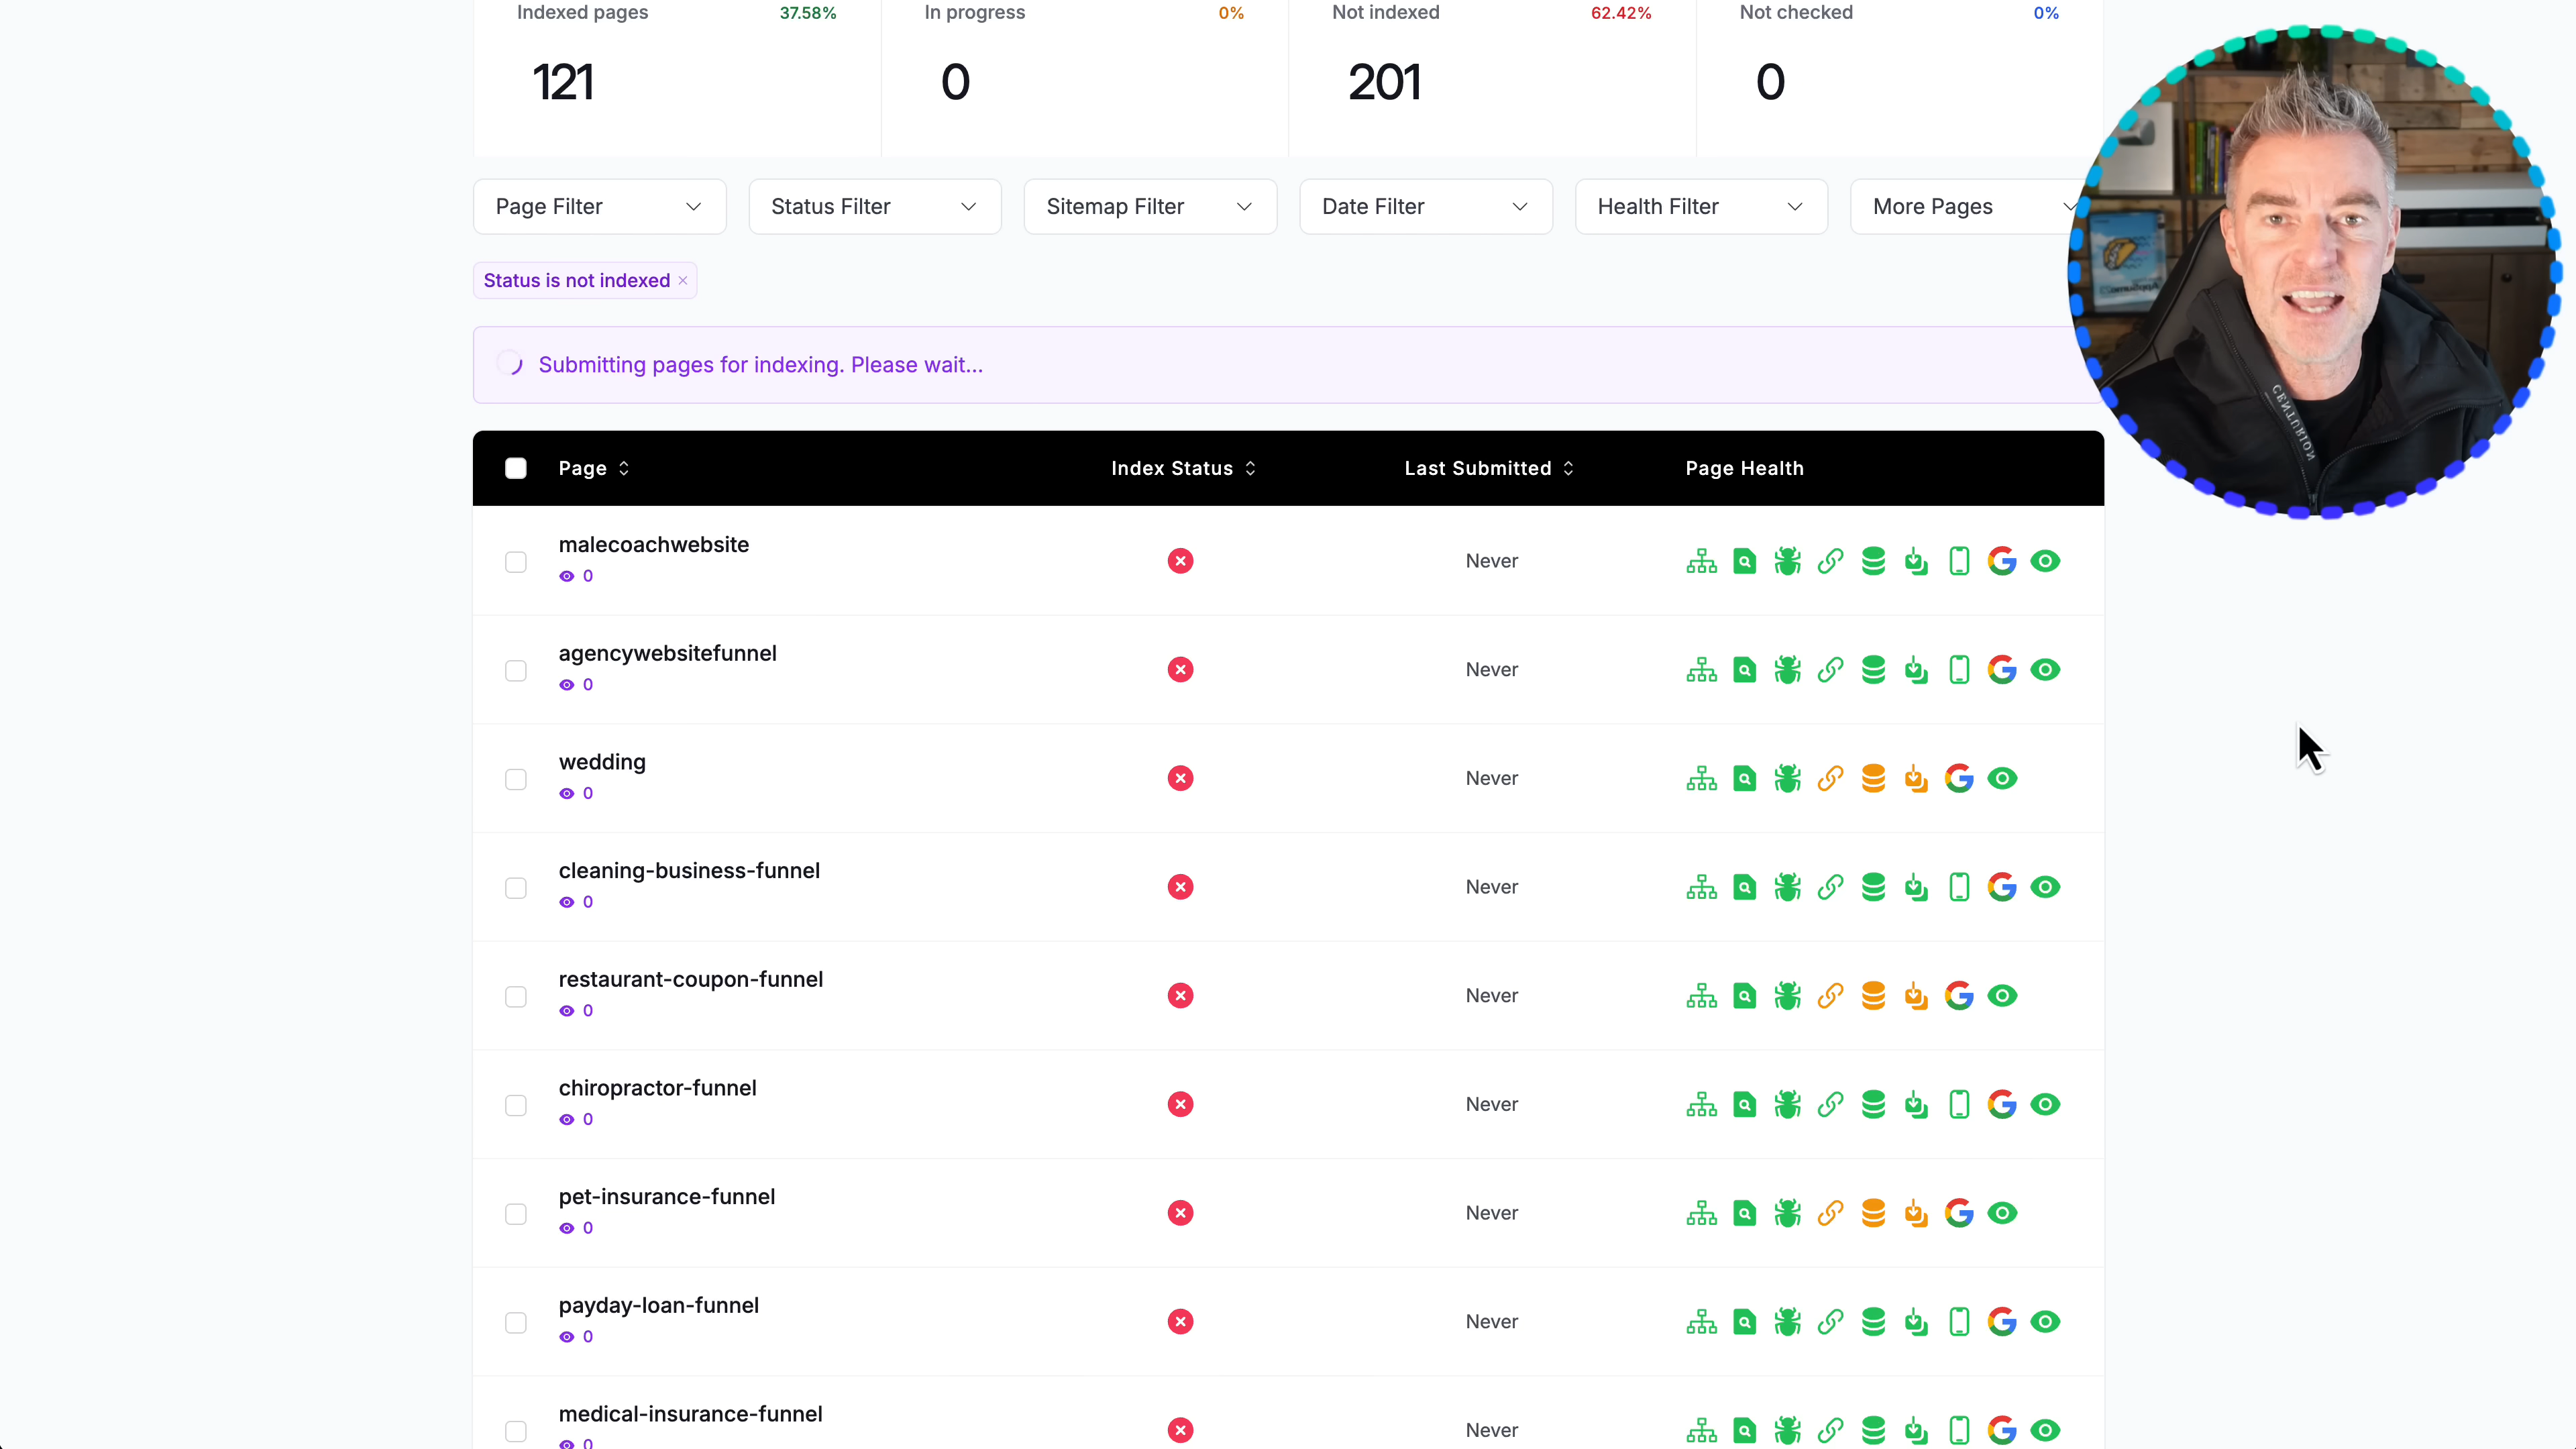 Indexed pages 37.58% In progress 0% Not indexed 62.42% Not checked 0%
121 0 201 0
Page Filter Status Filter Sitemap Filter Date Filter Health Filter More Pages
Status is not indexed ×
Submitting pages for indexing. Please wait...
Page Index Status Last Submitted Page Health
malecoachwebsite
0
Never
agencywebsitefunnel
0
Never
wedding
0
Never
cleaning-business-funnel
0
Never
restaurant-coupon-funnel
0
Never
chiropractor-funnel
0
Never
pet-insurance-funnel
0
Never
payday-loan-funnel
0
Never
medical-insurance-funnel
0
Never
CENTURION